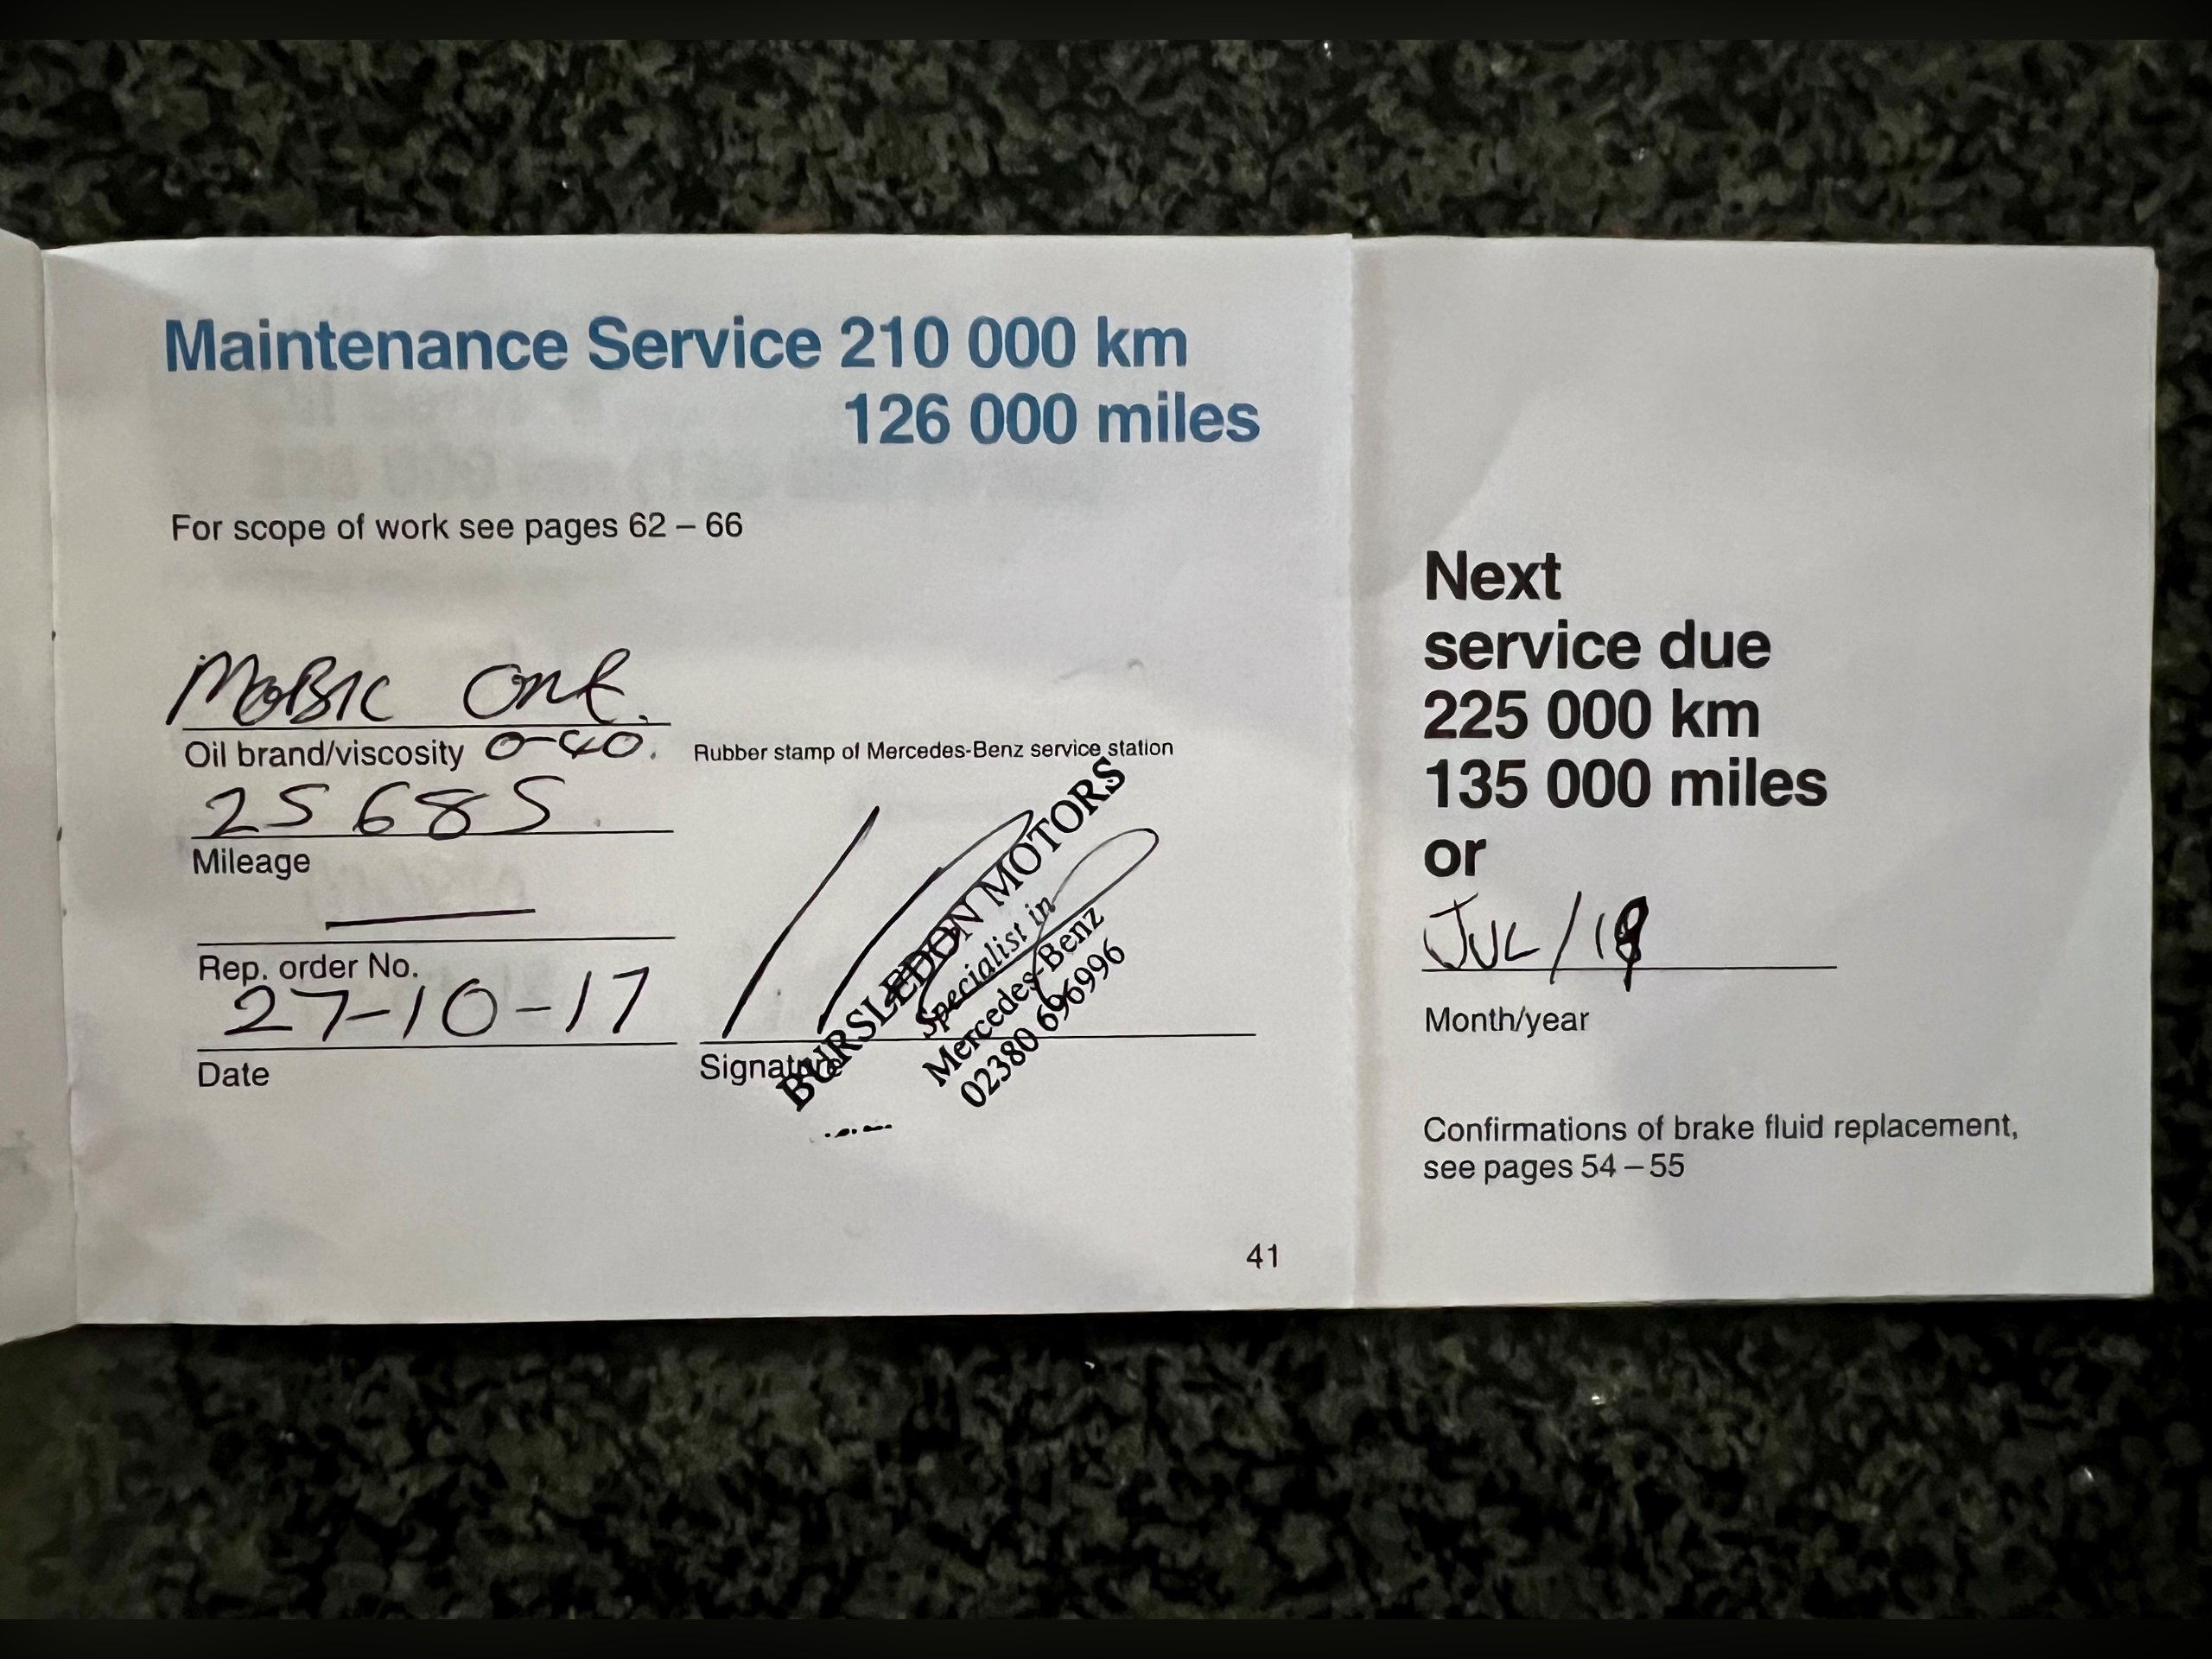 Maintenance Service 210 000 km
126 000 miles
For scope of work see pages 62 – 66
MOBIL ONE.
Oil brand/viscosity 0-40.
25685.
Mileage
Rep. order No.
27-10-17
Date
Rubber stamp of Mercedes-Benz service station
BURSLEDON MOTORS
Specialist in
Mercedes-Benz
02380 696996
Signature
41
Next
service due
225 000 km
135 000 miles
or
JUL/18
Month/year
Confirmations of brake fluid replacement,
see pages 54 – 55